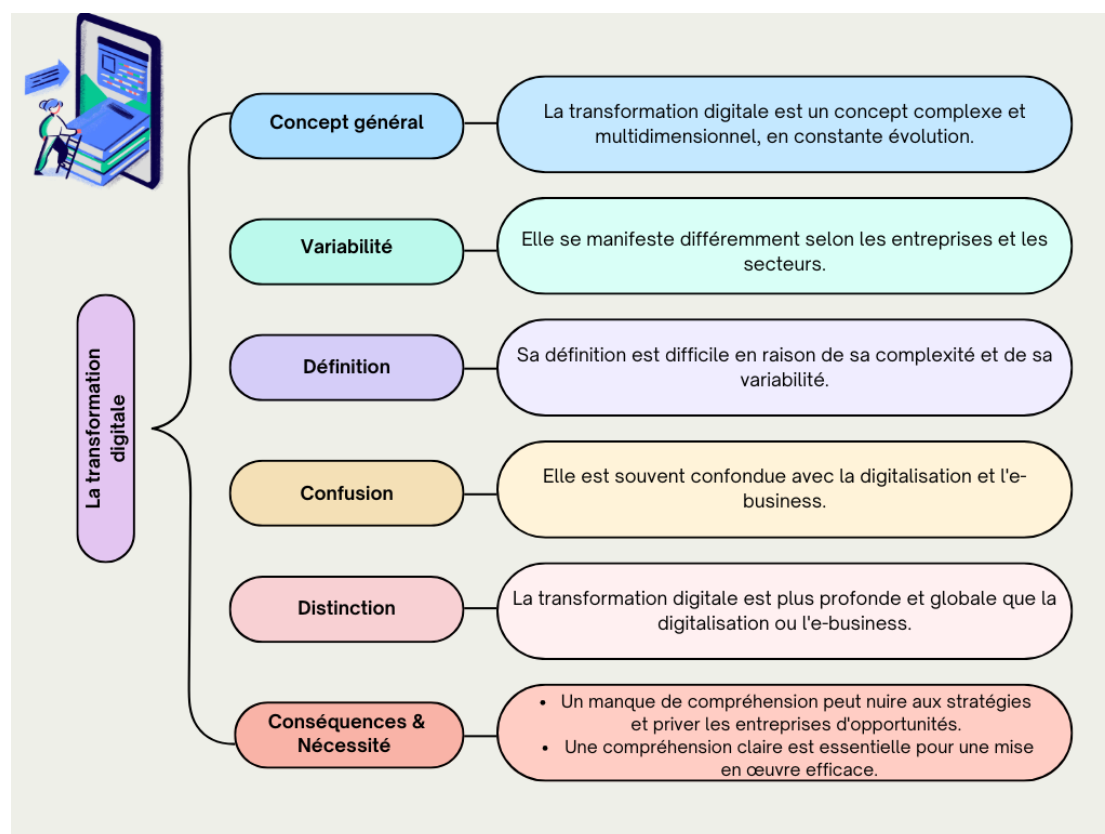 La transformation
digitale
Concept général
La transformation digitale est un concept complexe et
multidimensionnel, en constante évolution.
Variabilité
Elle se manifeste différemment selon les entreprises et les
secteurs.
Définition
Sa définition est difficile en raison de sa complexité et de sa
variabilité.
Confusion
Elle est souvent confondue avec la digitalisation et l'e-
business.
Distinction
La transformation digitale est plus profonde et globale que la
digitalisation ou l'e-business.
Conséquences &
Nécessité
• Un manque de compréhension peut nuire aux stratégies
et priver les entreprises d'opportunités.
• Une compréhension claire est essentielle pour une mise
en œuvre efficace.